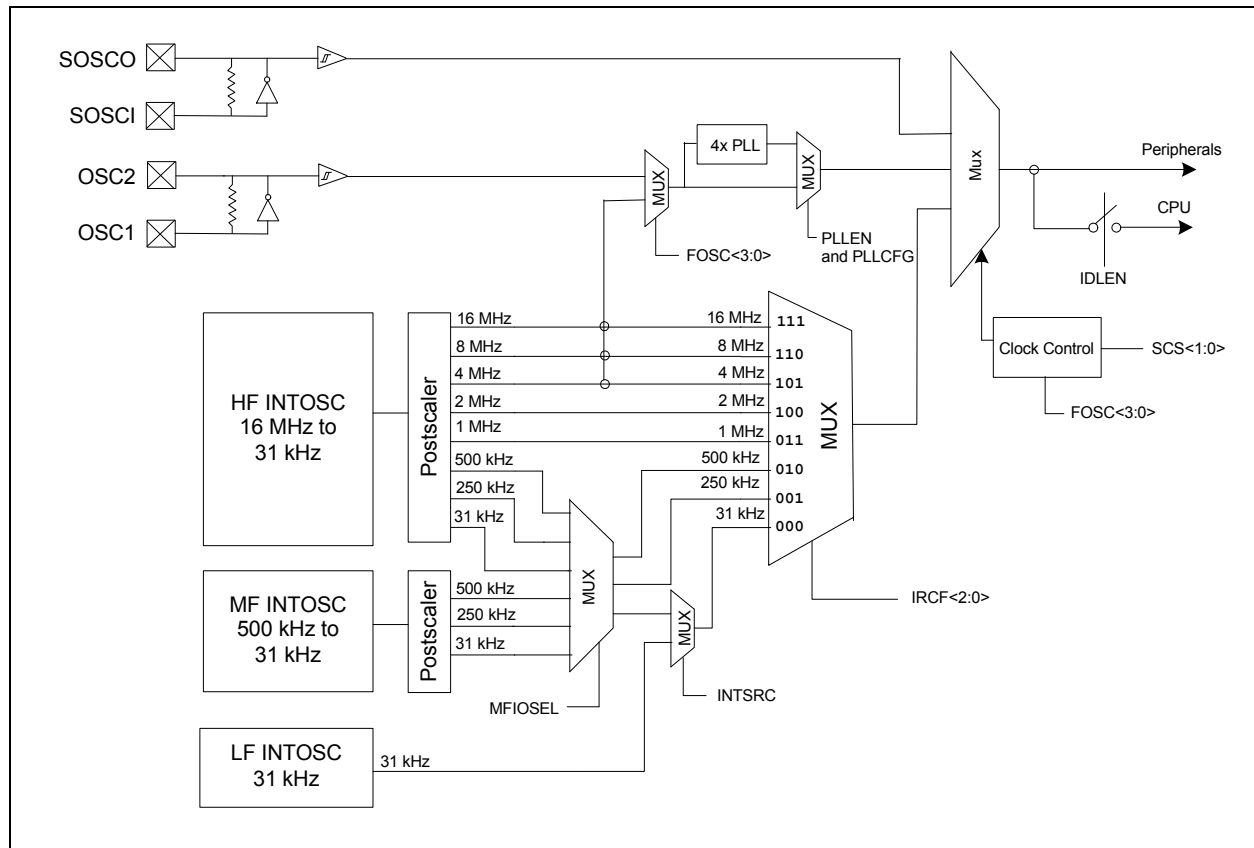 SOSCO
SOSCI
OSC2
OSC1
4x PLL
MUX
MUX
Mux
Peripherals
CPU
FOSC<3:0>
PLLEN
and PLLCFG
IDLEN
Clock Control
SCS<1:0>
FOSC<3:0>
HF INTOSC
16 MHz to
31 kHz
Postscaler
16 MHz
8 MHz
4 MHz
2 MHz
1 MHz
500 kHz
250 kHz
31 kHz
16 MHz
8 MHz
4 MHz
2 MHz
1 MHz
500 kHz
250 kHz
31 kHz
111
110
101
100
011
010
001
000
MUX
IRCF<2:0>
MF INTOSC
500 kHz to
31 kHz
Postscaler
500 kHz
250 kHz
31 kHz
MUX
MUX
MFIOSEL
INTSRC
LF INTOSC
31 kHz
31 kHz